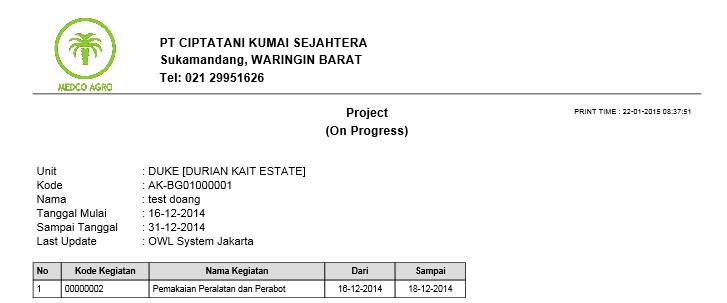 MEDCO AGRO
PT CIPTATANI KUMAI SEJAHTERA
Sukamandang, WARINGIN BARAT
Tel: 021 29951626
Project
(On Progress)
PRINT TIME : 22-01-2015 08:37:51
Unit : DUKE [DURIAN KAIT ESTATE]
Kode : AK-BG01000001
Nama : test doang
Tanggal Mulai : 16-12-2014
Sampai Tanggal : 31-12-2014
Last Update : OWL System Jakarta
No Kode Kegiatan Nama Kegiatan Dari Sampai
1 00000002 Pemakaian Peralatan dan Perabot 16-12-2014 18-12-2014